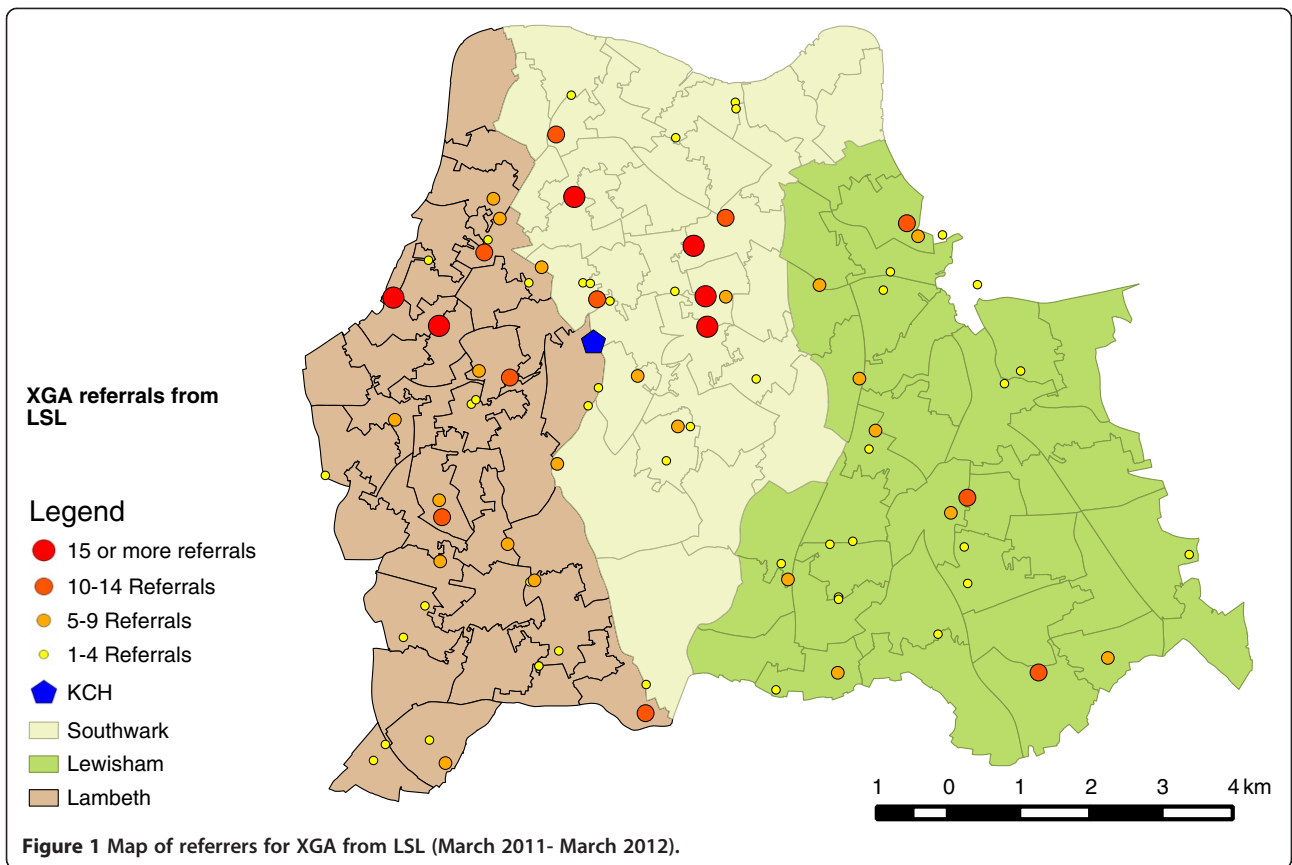 XGA referrals from
LSL
Legend
15 or more referrals
10-14 Referrals
5-9 Referrals
1-4 Referrals
KCH
Southwark
Lewisham
Lambeth
1 0 1 2 3 4 km
Figure 1 Map of referrers for XGA from LSL (March 2011- March 2012).